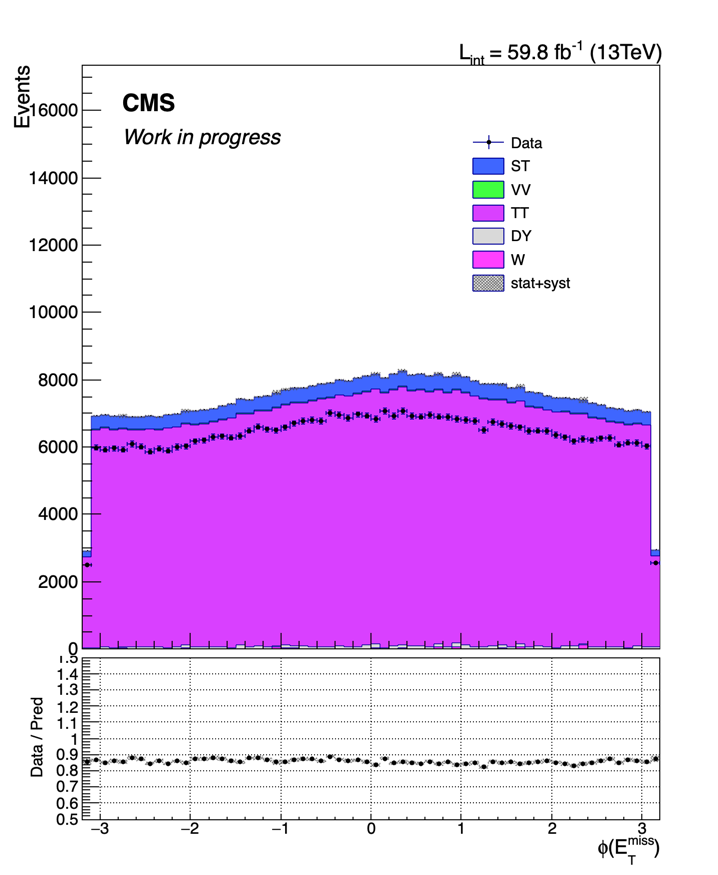 L_int = 59.8 fb^-1 (13TeV)
Events
CMS
Work in progress
Data
ST
VV
TT
DY
W
stat+syst
16000
14000
12000
10000
8000
6000
4000
2000
0
Data / Pred
1.5
1.4
1.3
1.2
1.1
1
0.9
0.8
0.7
0.6
0.5
−3 −2 −1 0 1 2 3
ϕ(E_T^miss)